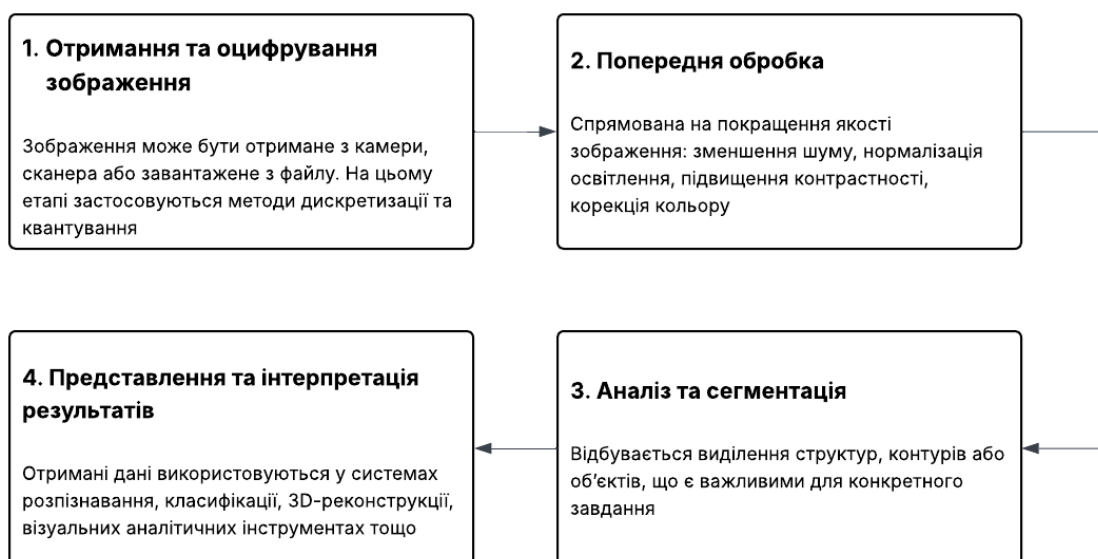 1. Отримання та оцифрування
зображення
Зображення може бути отримане з камери,
сканера або завантажене з файлу. На цьому
етапі застосовуються методи дискретизації та
квантування
2. Попередня обробка
Спрямована на покращення якості
зображення: зменшення шуму, нормалізація
освітлення, підвищення контрастності,
корекція кольору
3. Аналіз та сегментація
Відбувається виділення структур, контурів або
об’єктів, що є важливими для конкретного
завдання
4. Представлення та інтерпретація
результатів
Отримані дані використовуються у системах
розпізнавання, класифікації, 3D-реконструкції,
візуальних аналітичних інструментах тощо